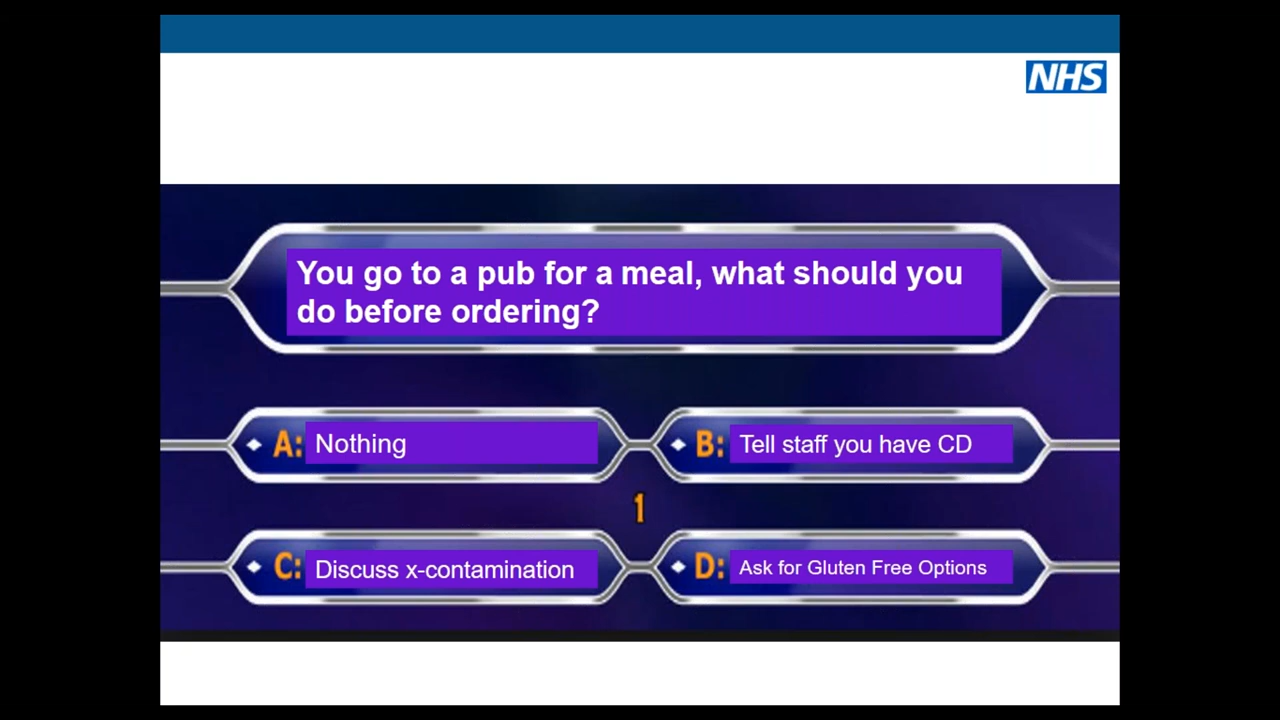 NHS
You go to a pub for a meal, what should you
do before ordering?
A: Nothing
B: Tell staff you have CD
1
C: Discuss x-contamination
D: Ask for Gluten Free Options